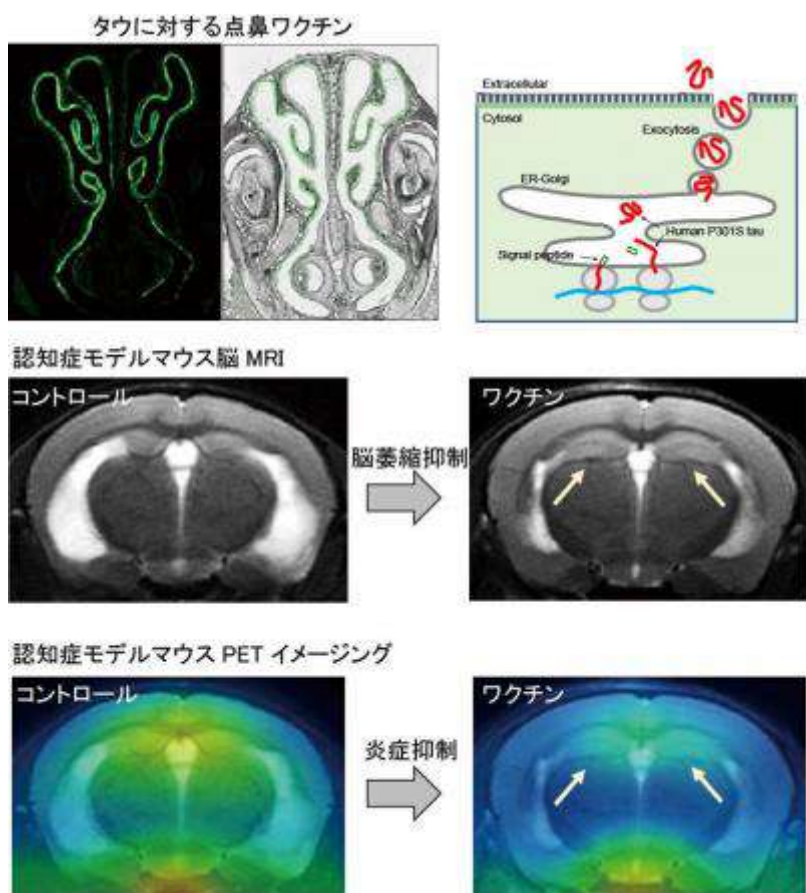 タウに対する点鼻ワクチン
Extracellular
Cytosol
Exocytosis
ER-Golgi
Human P301S tau
Signal peptide
認知症モデルマウス脳 MRI
コントロール
脳萎縮抑制
ワクチン
認知症モデルマウス PET イメージング
コントロール
炎症抑制
ワクチン